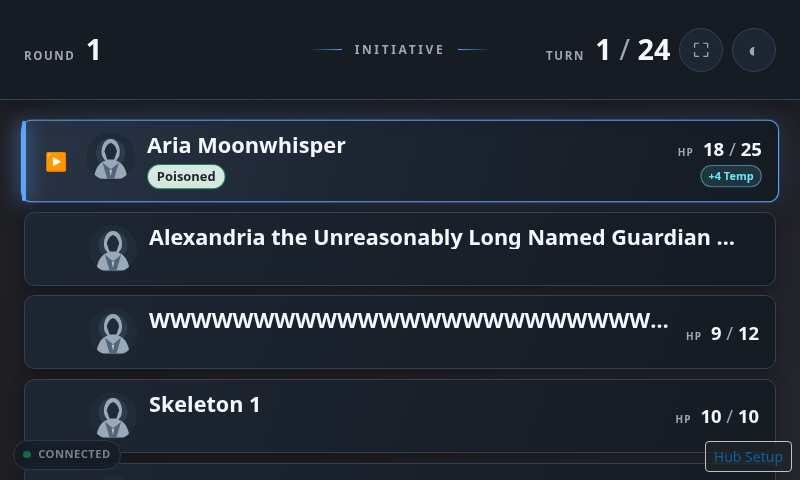 ROUND 1
INITIATIVE
TURN 1 / 24
Aria Moonwhisper
Poisoned
HP 18 / 25
+4 Temp
Alexandria the Unreasonably Long Named Guardian ...
WWWWWWWWWWWWWWWWWWWWWWWW...
HP 9 / 12
Skeleton 1
HP 10 / 10
CONNECTED
Hub Setup